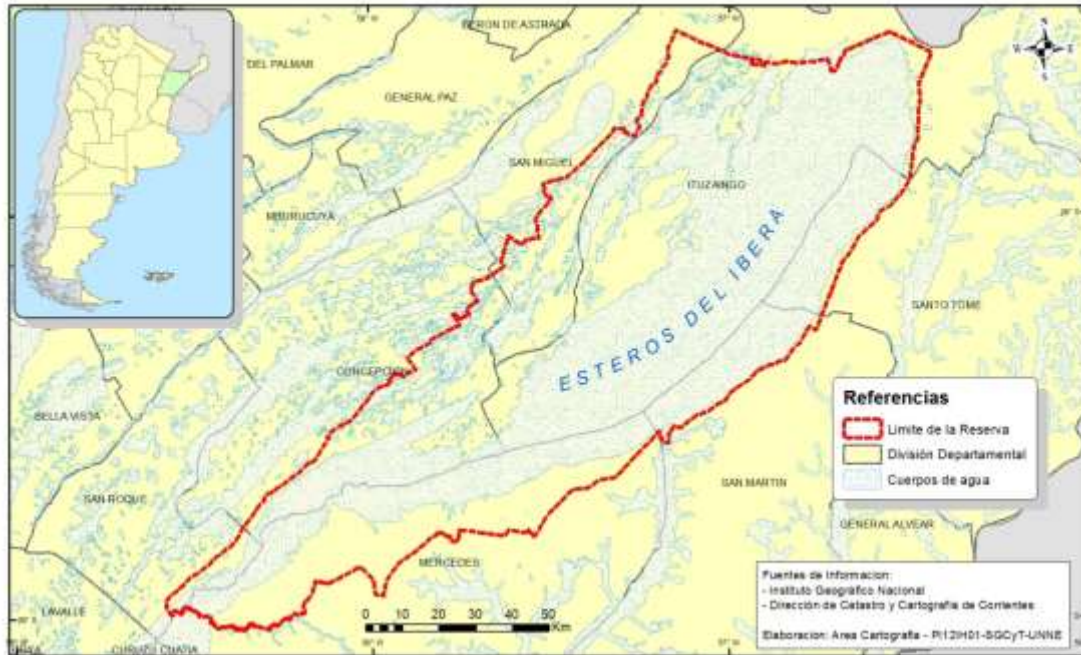 BERON DE ASTRADA
DEL PALMAR
GENERAL PAZ
SAN MIGUEL
ITUZAINGO
MBURUCUYA
SANTO TOME
CONCEPCION
BELLA VISTA
SAN ROQUE
SAN MARTIN
GENERAL ALVEAR
MERCEDES
LAVALLE
CURUZU CUATIA
ESTEROS DEL IBERA
N
W E
S
Referencias
Limite de la Reserva
División Departamental
Cuerpos de agua
0 10 20 30 40 50
Km
Fuentes de Informacion:
- Instituto Geográfico Nacional
- Dirección de Catastro y Cartografía de Corrientes
Elaboración: Area Cartografia - PI12IH01-SGCyT-UNNE